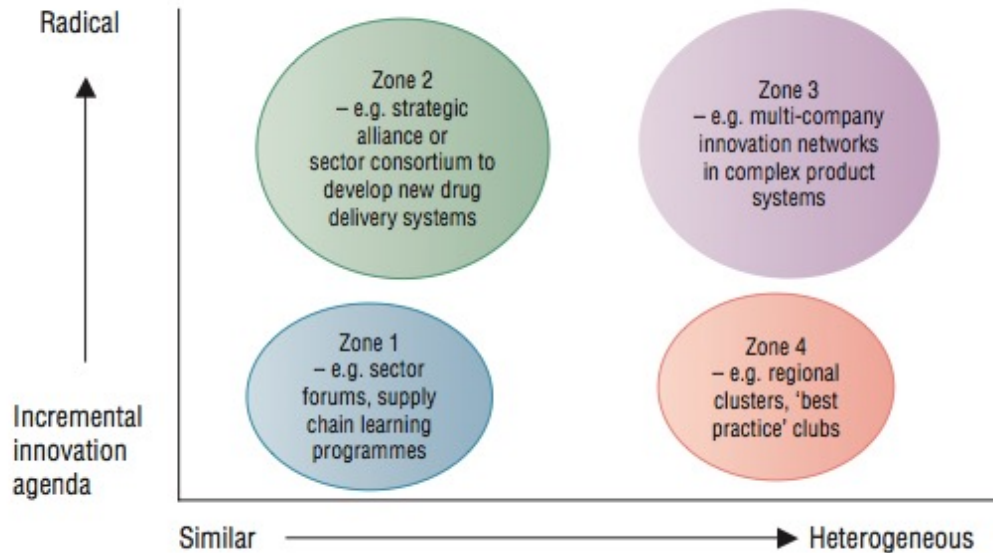 Radical
Zone 2
– e.g. strategic
alliance or
sector consortium to
develop new drug
delivery systems
Zone 3
– e.g. multi-company
innovation networks
in complex product
systems
Zone 1
– e.g. sector
forums, supply
chain learning
programmes
Zone 4
– e.g. regional
clusters, ‘best
practice’ clubs
Incremental
innovation
agenda
Similar
Heterogeneous